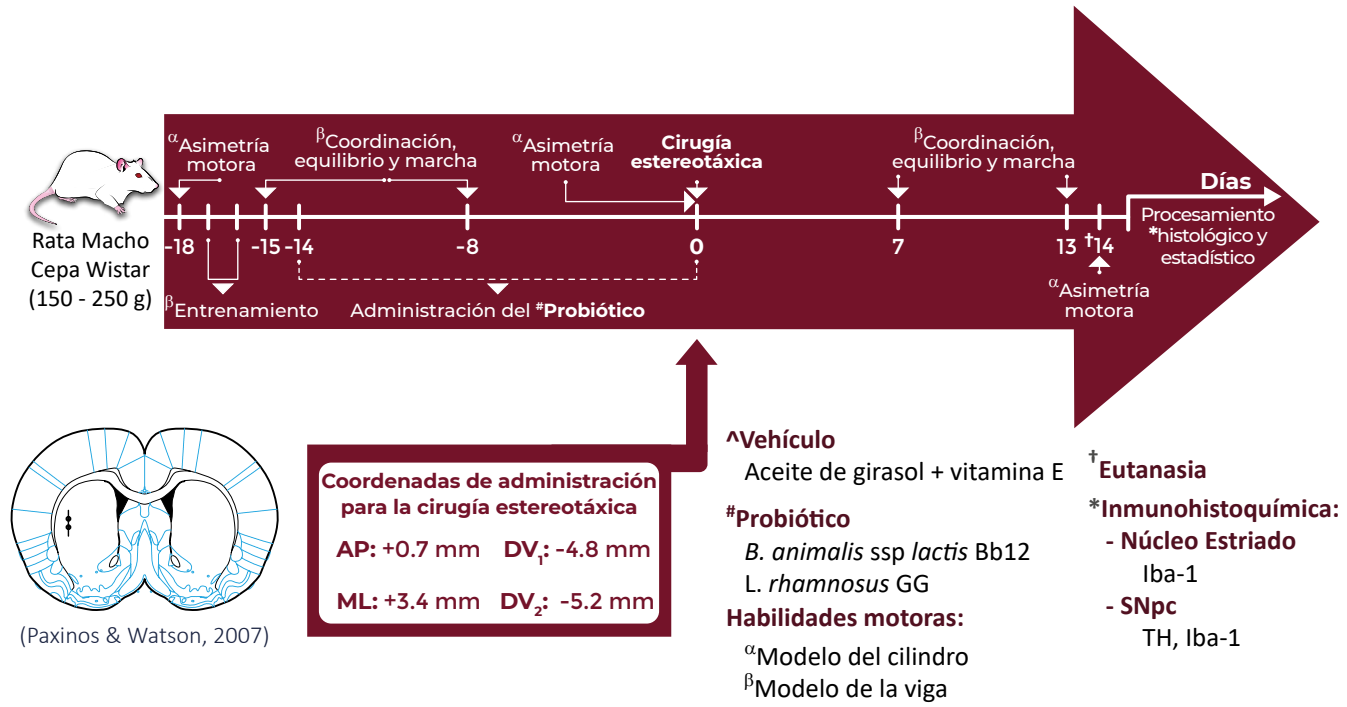 αAsimetría
motora
βCoordinación,
equilibrio y marcha
αAsimetría
motora
Cirugía
estereotáxica
βCoordinación,
equilibrio y marcha
Días
-18
-15
-14
-8
0
7
13
†14
Procesamiento
*histológico y
estadístico
Rata Macho
Cepa Wistar
(150 - 250 g)
βEntrenamiento
Administración del #Probiótico
αAsimetría
motora
(Paxinos & Watson, 2007)
Coordenadas de administración
para la cirugía estereotáxica
AP: +0.7 mm DV1: -4.8 mm
ML: +3.4 mm DV2: -5.2 mm
^Vehículo
Aceite de girasol + vitamina E
#Probiótico
B. animalis ssp lactis Bb12
L. rhamnosus GG
Habilidades motoras:
αModelo del cilindro
βModelo de la viga
†Eutanasia
*Inmunohistoquímica:
- Núcleo Estriado
Iba-1
- SNpc
TH, Iba-1